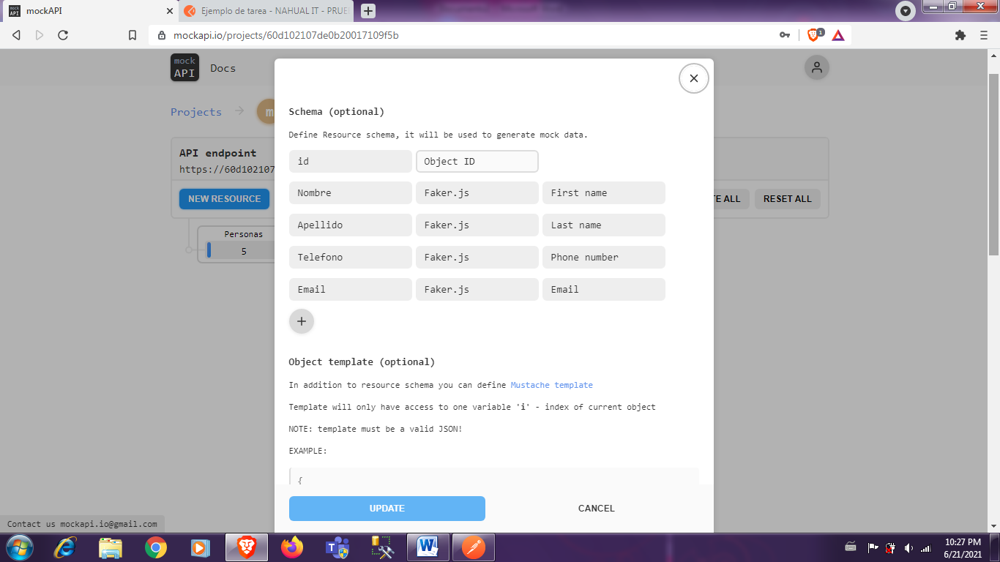 mockAPI
Ejemplo de tarea - NAHUAL IT - PRUE
mockapi.io/projects/60d102107de0b20017109f5b
1
mock
API
Docs
Projects
m
API endpoint
https://60d102107
NEW RESOURCE
TE ALL
RESET ALL
Personas
5
Schema (optional)
Define Resource schema, it will be used to generate mock data.
id Object ID
Nombre Faker.js First name
Apellido Faker.js Last name
Telefono Faker.js Phone number
Email Faker.js Email
Object template (optional)
In addition to resource schema you can define Mustache template
Template will only have access to one variable 'i' - index of current object
NOTE: template must be a valid JSON!
EXAMPLE:
{
UPDATE
CANCEL
Contact us mockapi.io@gmail.com
10:27 PM
6/21/2021